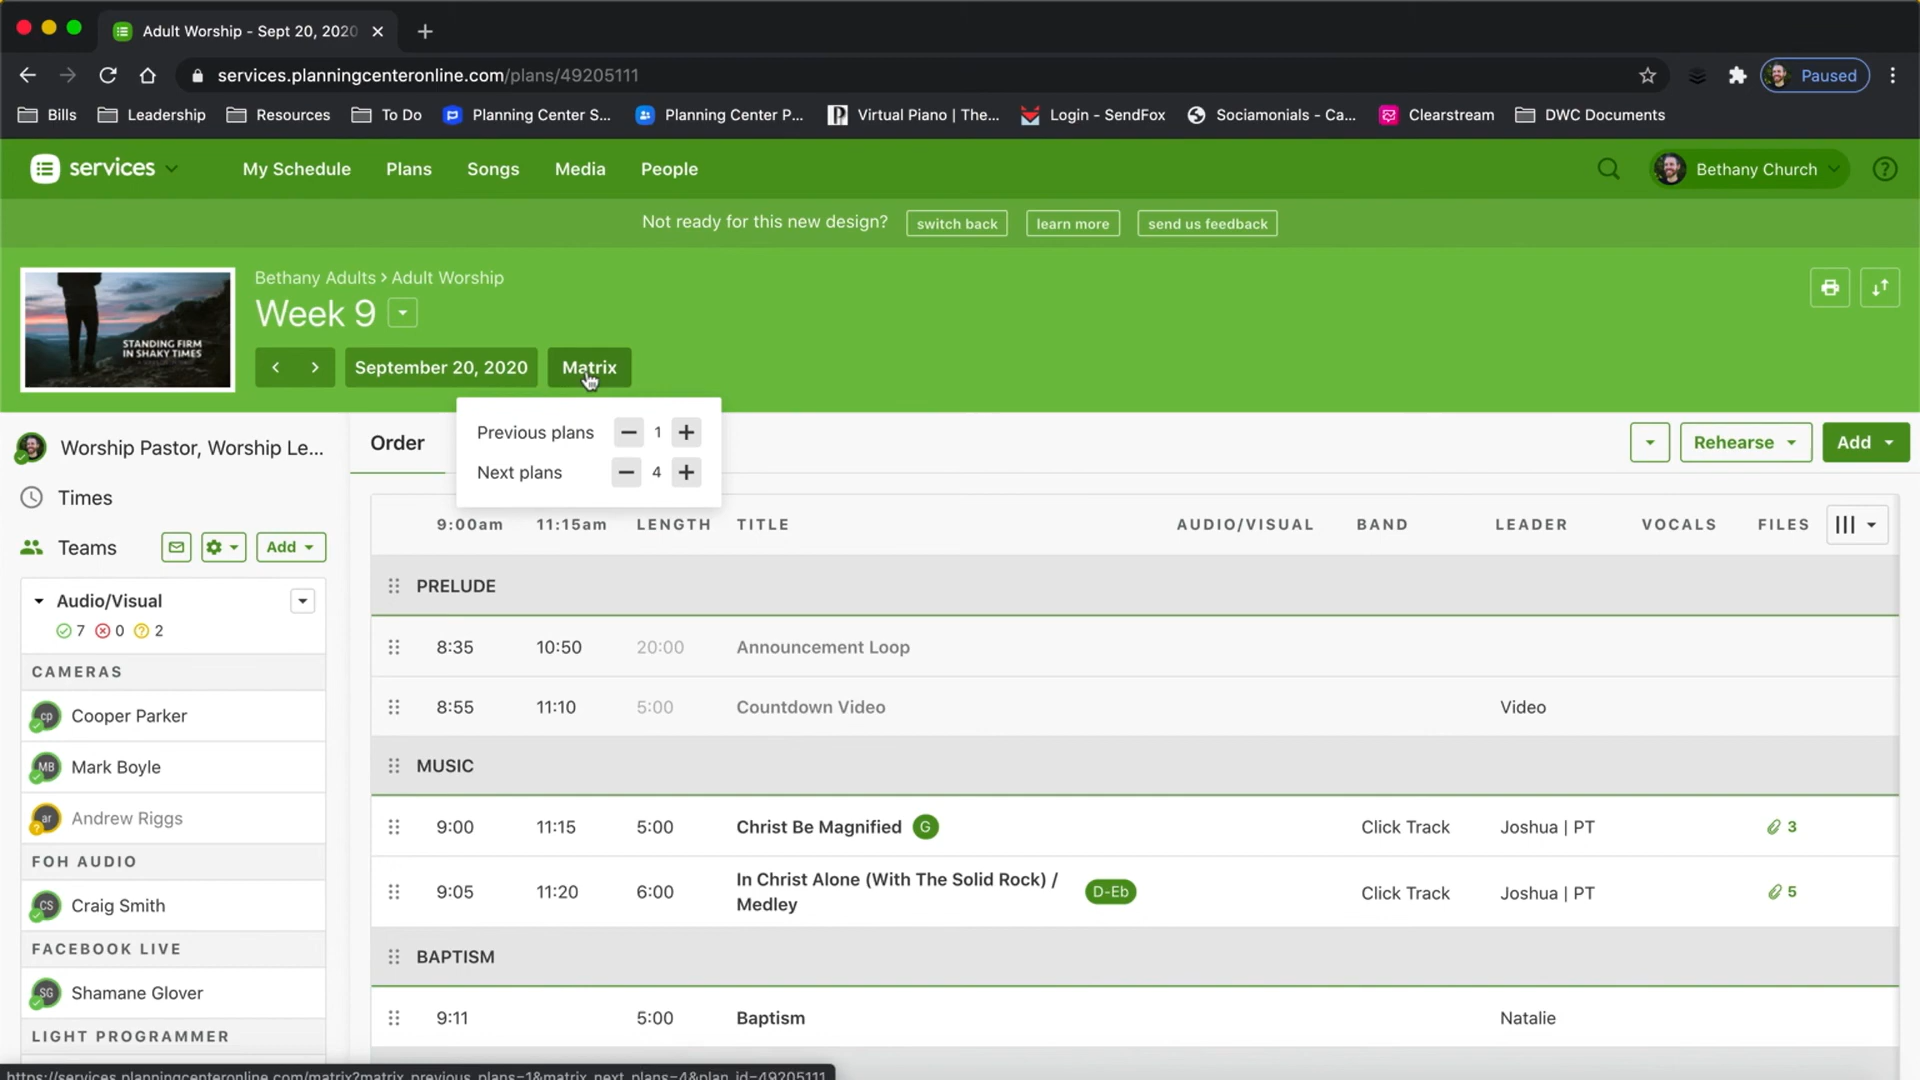 Adult Worship - Sept 20, 2020
services.planningcenteronline.com/plans/49205111
Paused
Bills
Leadership
Resources
To Do
Planning Center S...
Planning Center P...
Virtual Piano | The...
Login - SendFox
Sociamonials - Ca...
Clearstream
DWC Documents
services
My Schedule
Plans
Songs
Media
People
Bethany Church
Not ready for this new design?
switch back
learn more
send us feedback
STANDING FIRM
IN SHAKY TIMES
Bethany Adults › Adult Worship
Week 9
September 20, 2020
Matrix
Previous plans 1
Next plans 4
Worship Pastor, Worship Le...
Times
Teams
Add
Audio/Visual
7 0 2
CAMERAS
cp Cooper Parker
MB Mark Boyle
ar Andrew Riggs
FOH AUDIO
CS Craig Smith
FACEBOOK LIVE
SG Shamane Glover
LIGHT PROGRAMMER
Order
Rehearse
Add
9:00am 11:15am LENGTH TITLE AUDIO/VISUAL BAND LEADER VOCALS FILES
PRELUDE
8:35 10:50 20:00 Announcement Loop
8:55 11:10 5:00 Countdown Video Video
MUSIC
9:00 11:15 5:00 Christ Be Magnified G Click Track Joshua | PT 3
9:05 11:20 6:00 In Christ Alone (With The Solid Rock) /
Medley D-Eb Click Track Joshua | PT 5
BAPTISM
9:11 5:00 Baptism Natalie
https://services.planningcenteronline.com/matrix?matrix_previous_plans=1&matrix_next_plans=4&plan_id=49205111